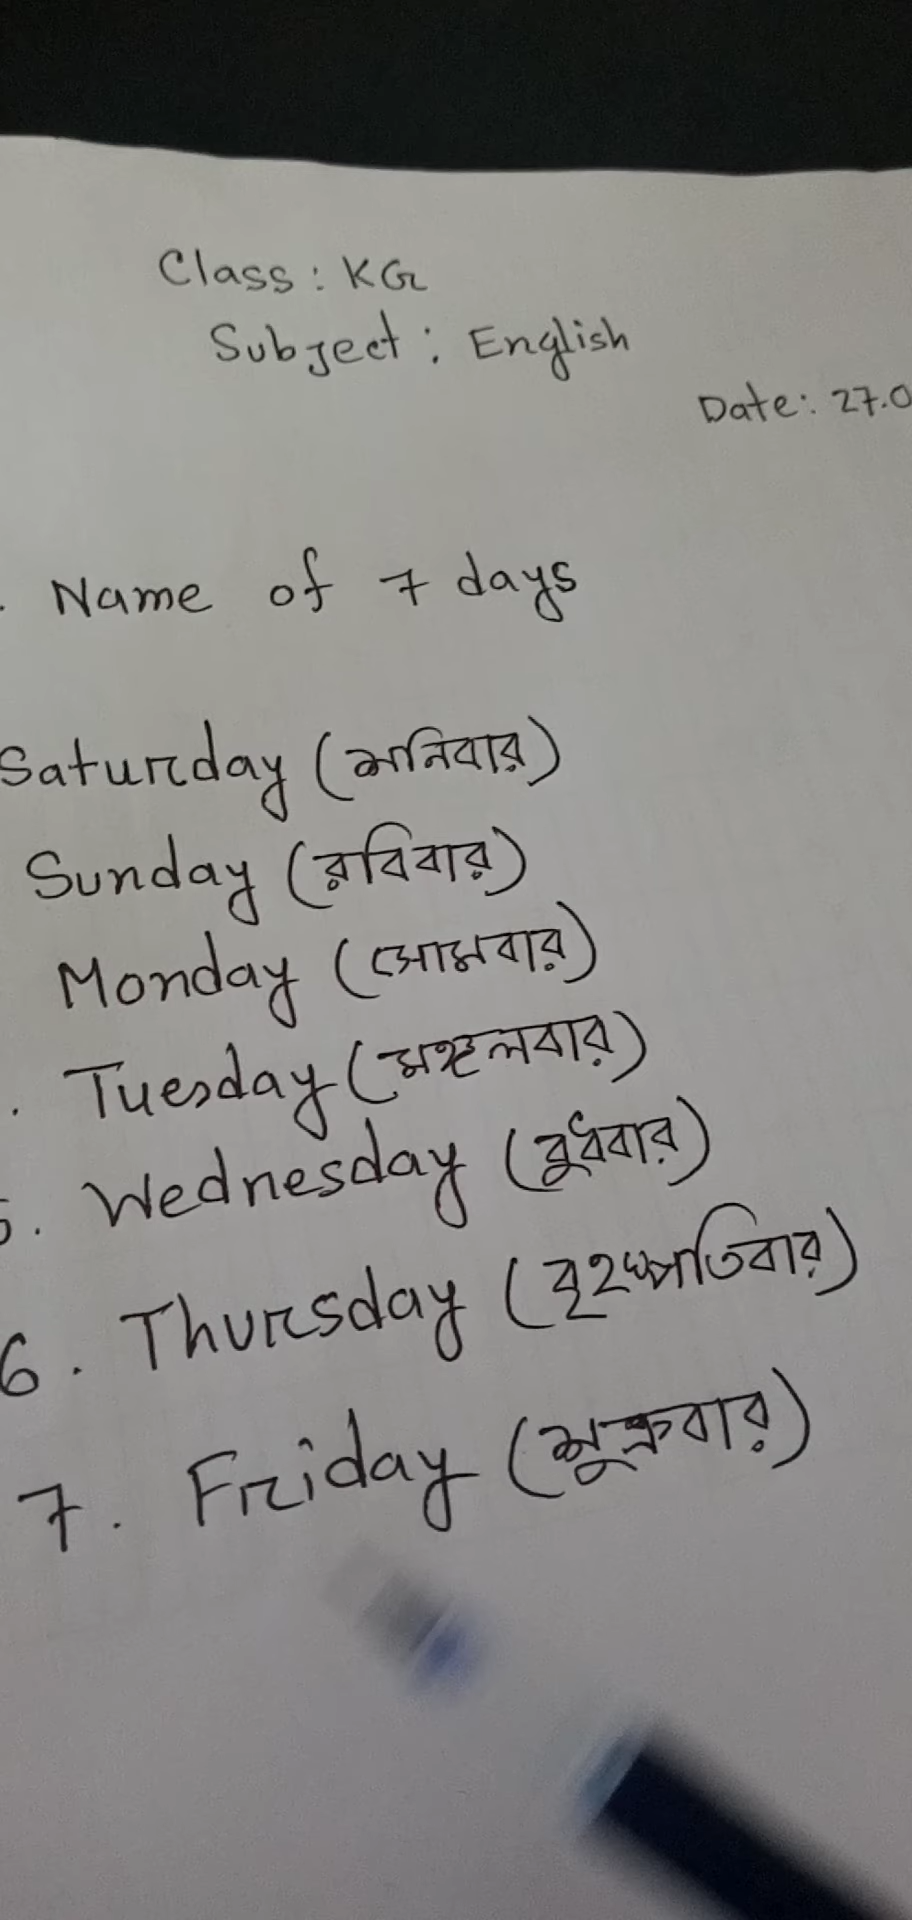 Class : KG
Subject : English
Date: 27.0
. Name of 7 days
Saturday (শনিবার)
Sunday (রবিবার)
Monday (সোমবার)
. Tuesday (মঙ্গলবার)
5. Wednesday (বুধবার)
6. Thursday (বৃহস্পতিবার)
7. Friday (শুক্রবার)